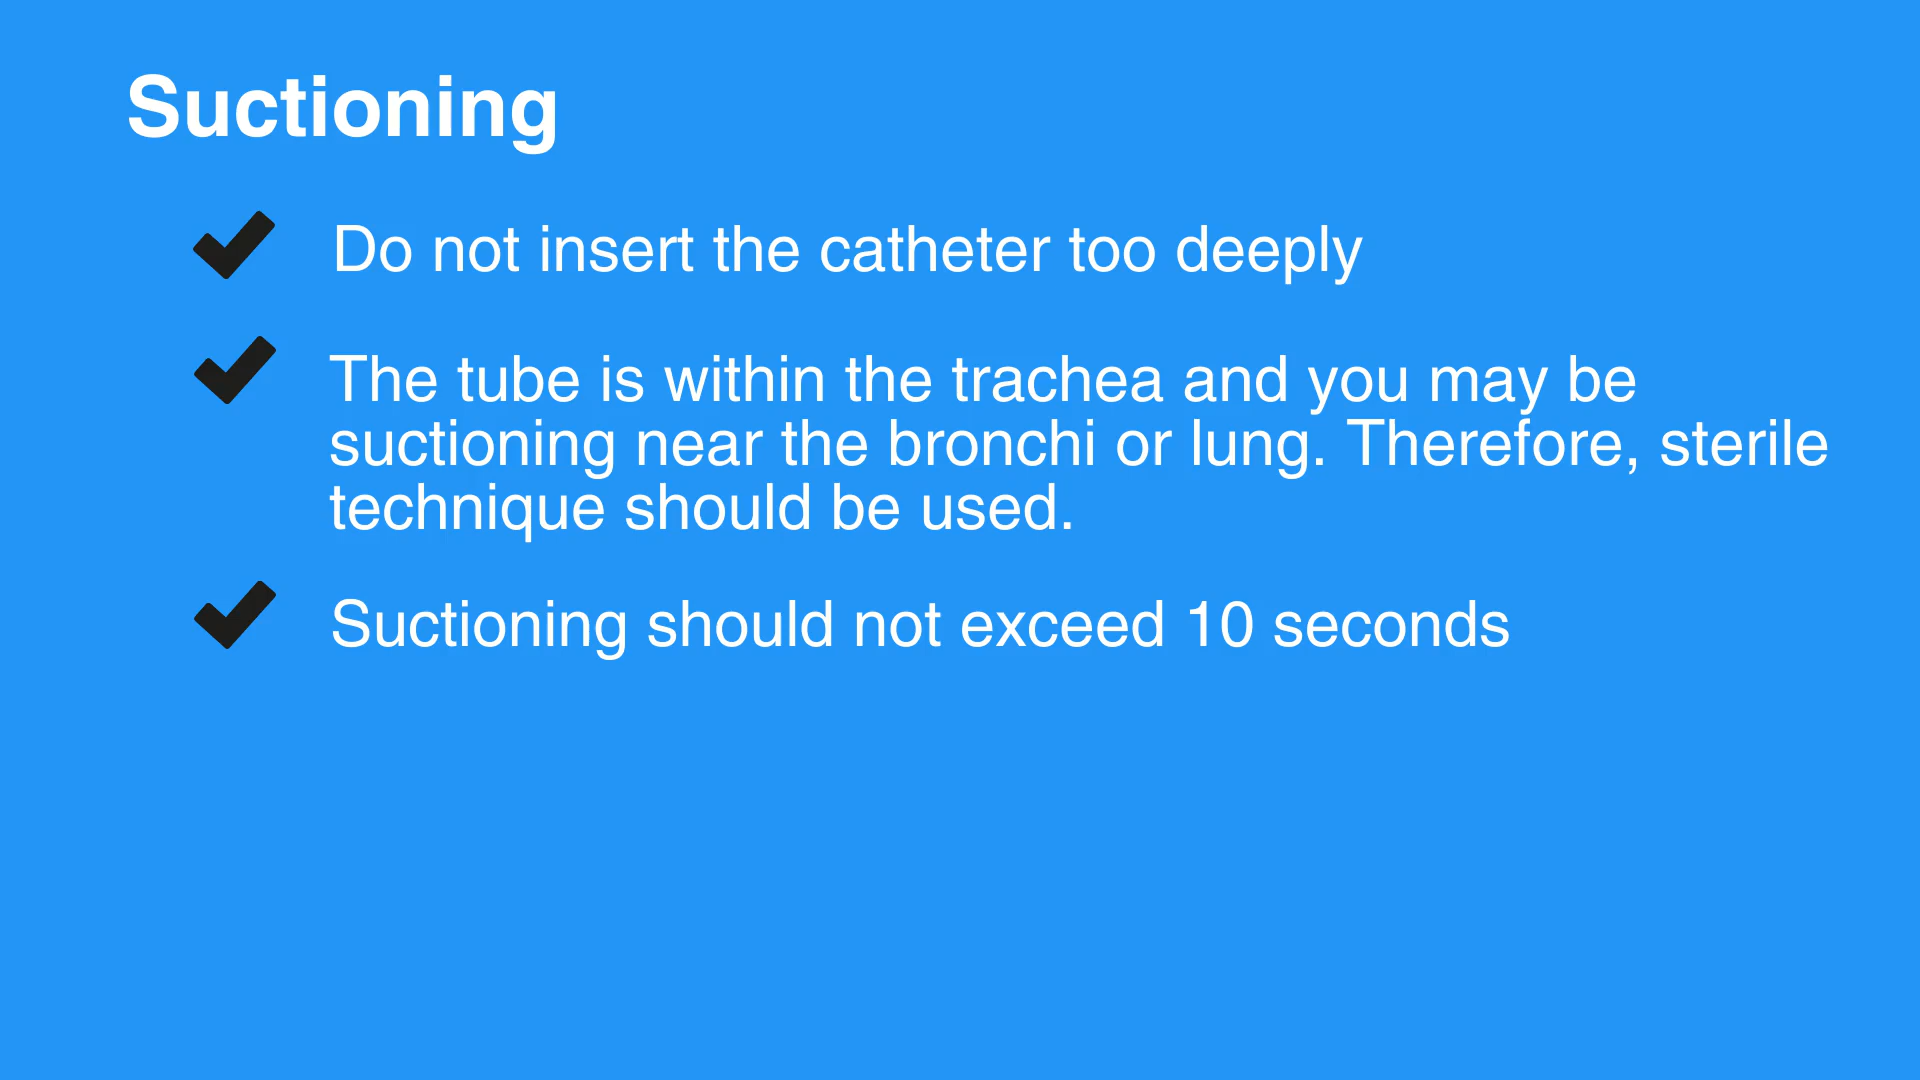 Suctioning
Do not insert the catheter too deeply
The tube is within the trachea and you may be
suctioning near the bronchi or lung. Therefore, sterile
technique should be used.
Suctioning should not exceed 10 seconds